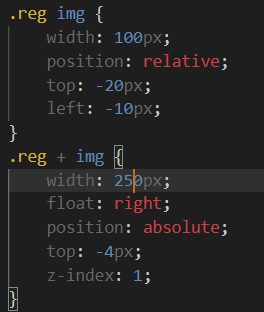 .reg img {
width: 100px;
position: relative;
top: -20px;
left: -10px;
}
.reg + img {
width: 250px;
float: right;
position: absolute;
top: -4px;
z-index: 1;
}